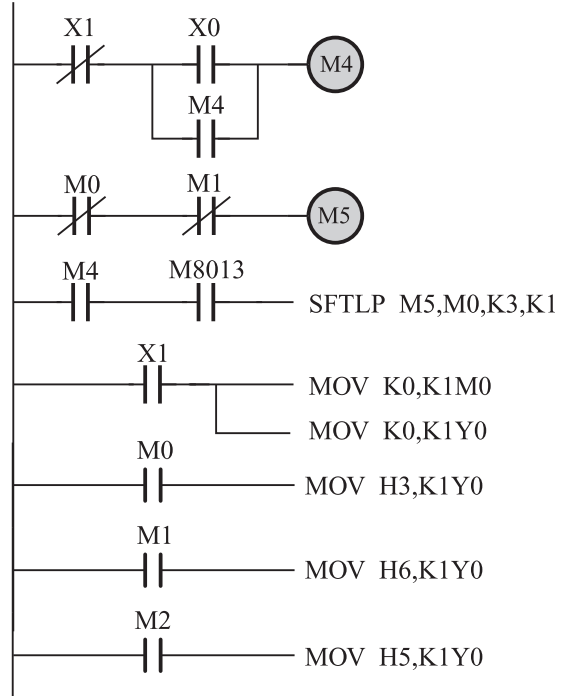 X1 X0
M4
M4
M0 M1
M5
M4 M8013
SFTLP M5,M0,K3,K1
X1
MOV K0,K1M0
MOV K0,K1Y0
M0
MOV H3,K1Y0
M1
MOV H6,K1Y0
M2
MOV H5,K1Y0